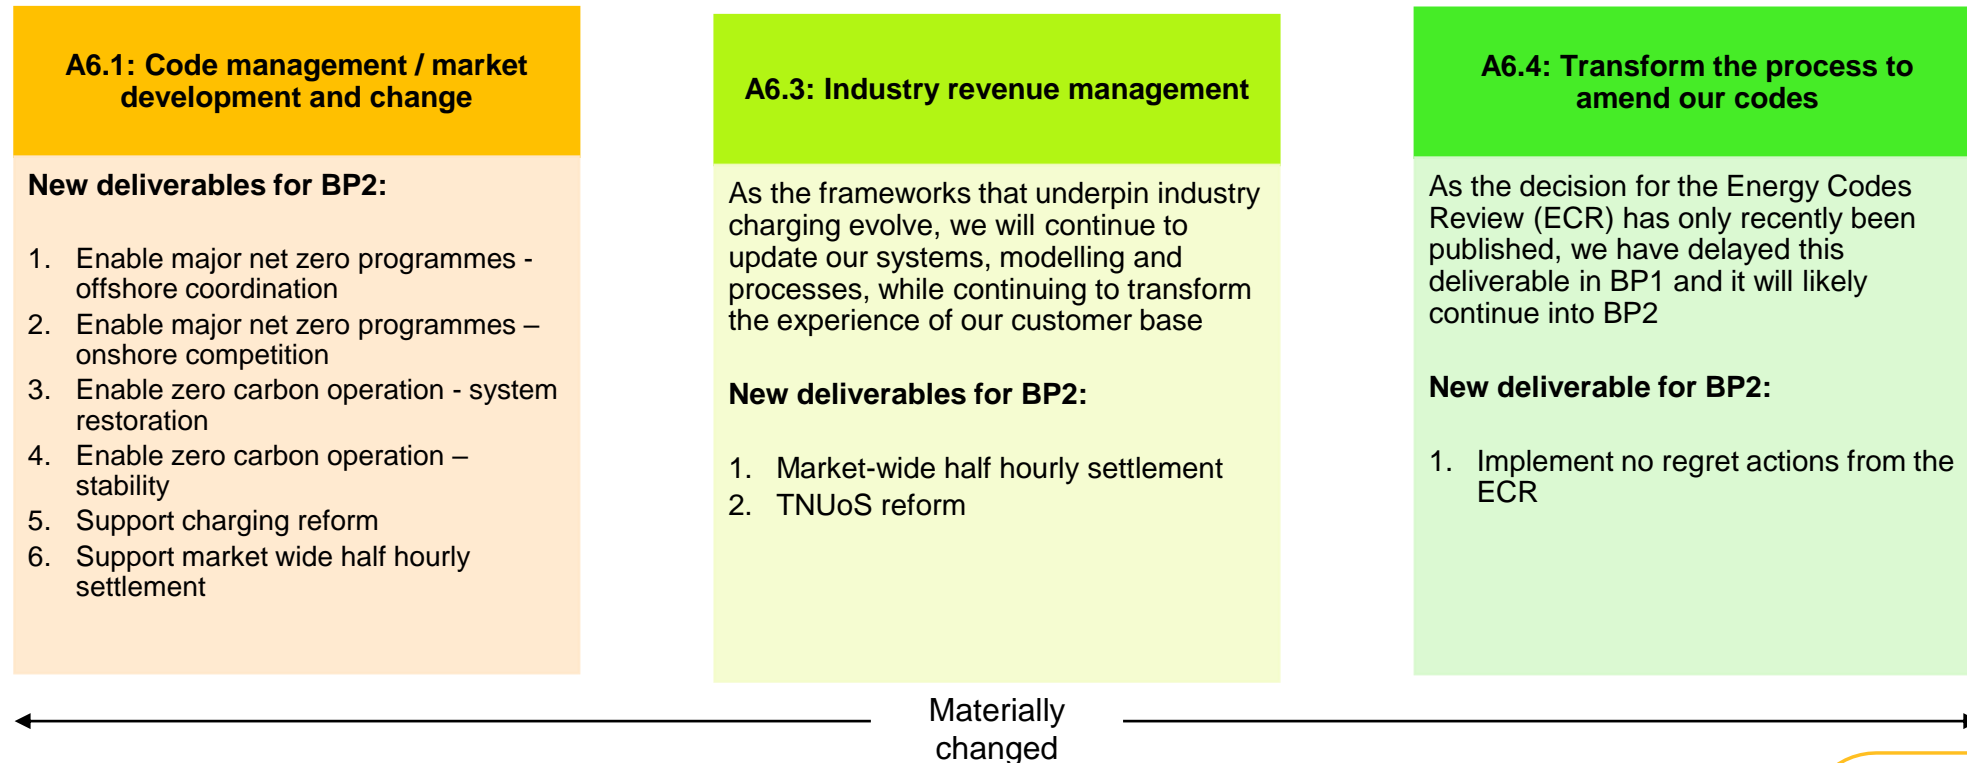 A6.1: Code management / market
development and change
New deliverables for BP2:
1. Enable major net zero programmes -
offshore coordination
2. Enable major net zero programmes –
onshore competition
3. Enable zero carbon operation - system
restoration
4. Enable zero carbon operation –
stability
5. Support charging reform
6. Support market wide half hourly
settlement
A6.3: Industry revenue management
As the frameworks that underpin industry
charging evolve, we will continue to
update our systems, modelling and
processes, while continuing to transform
the experience of our customer base
New deliverables for BP2:
1. Market-wide half hourly settlement
2. TNUoS reform
A6.4: Transform the process to
amend our codes
As the decision for the Energy Codes
Review (ECR) has only recently been
published, we have delayed this
deliverable in BP1 and it will likely
continue into BP2
New deliverable for BP2:
1. Implement no regret actions from the
ECR
Materially
changed